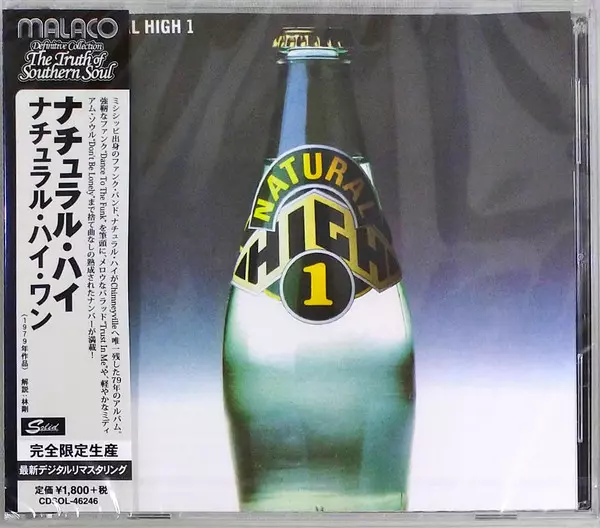 MALACO
Definitive Collection
The Truth of
Southern Soul
AL HIGH 1
ナチュラル・ハイ
ナチュラル・ハイ・ワン
(1979年作品) 解説:林剛
ミシシッピ出身のファンク・バンド、ナチュラル・ハイがChimneyvilleへ唯一残した79年のアルバム。
強靭なファンク"Dance To The Funk"を筆頭に、メロウなバラッド"Trust In Me"や、軽やかなミディ
アム・ソウル"Don't Be Lonely"まで捨て曲なしの熟成されたナンバーが満載!
Solid
完全限定生産
最新デジタルリマスタリング
定価 ¥1,800+税
CDSOL-46246
1
NATURAL
HIGH
1